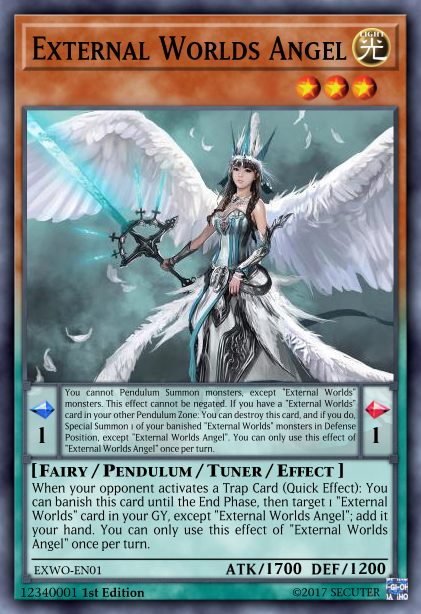 External Worlds Angel
LIGHT
光
You cannot Pendulum Summon monsters, except "External Worlds"
monsters. This effect cannot be negated. If you have a "External Worlds"
card in your other Pendulum Zone: You can destroy this card, and if you do,
Special Summon 1 of your banished "External Worlds" monsters in Defense
Position, except "External Worlds Angel". You can only use this effect of
"External Worlds Angel" once per turn.
1
1
[Fairy / Pendulum / Tuner / Effect ]
When your opponent activates a Trap Card (Quick Effect): You
can banish this card until the End Phase, then target 1 "External
Worlds" card in your GY, except "External Worlds Angel"; add it
your hand. You can only use this effect of "External Worlds
Angel" once per turn.
EXWO-EN01
ATK/1700 DEF/1200
12340001 1st Edition
©2017 SECUTER